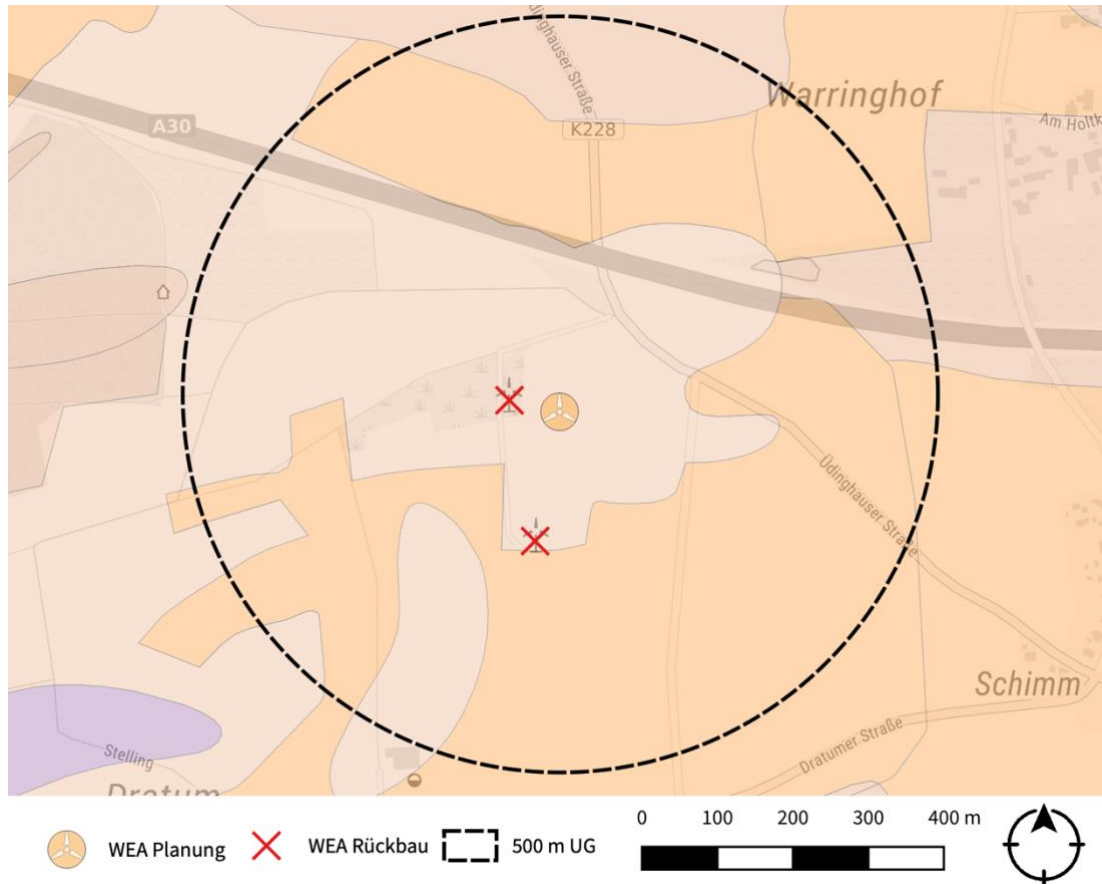 Üdinghauser Straße
Warringhof
A30
K228
Am Holtk
Üdinghauser Straße
Schimm
Dratumer Straße
Stelling
Dratum
WEA Planung
WEA Rückbau
500 m UG
0 100 200 300 400 m